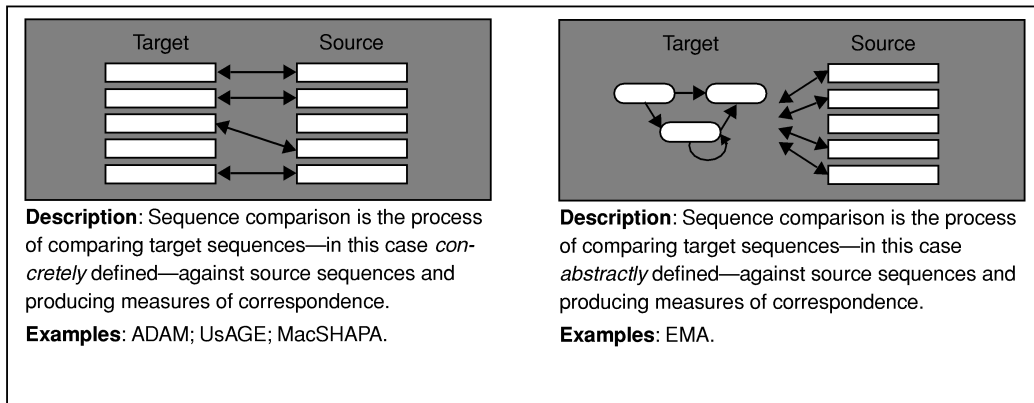 Target Source
Description: Sequence comparison is the process
of comparing target sequences—in this case con-
cretely defined—against source sequences and
producing measures of correspondence.
Examples: ADAM; UsAGE; MacSHAPA.
Target Source
Description: Sequence comparison is the process
of comparing target sequences—in this case
abstractly defined—against source sequences and
producing measures of correspondence.
Examples: EMA.